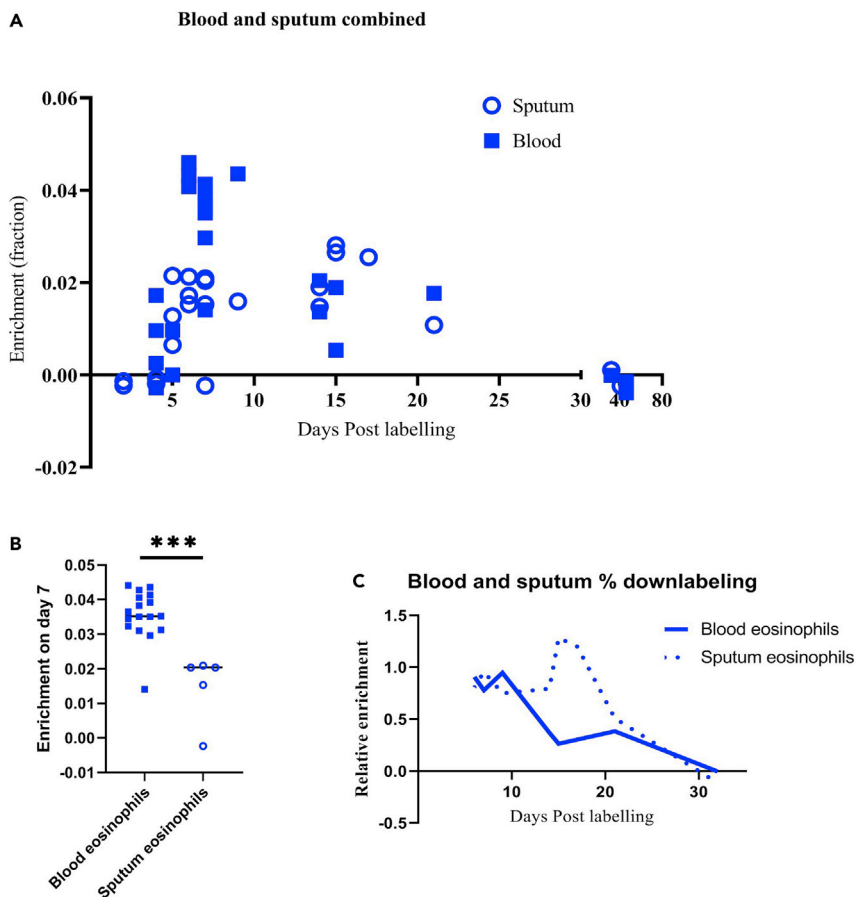 A
Blood and sputum combined
0.06
0.04
0.02
0.00
-0.02
Enrichment (fraction)
Sputum
Blood
5
10
15
20
25
30
40
80
Days Post labelling
B
***
0.05
0.04
0.03
0.02
0.01
0.00
-0.01
Enrichment on day 7
Blood eosinophils
Sputum eosinophils
C
Blood and sputum % downlabeling
1.5
1.0
0.5
0.0
-0.5
Relative enrichment
Blood eosinophils
Sputum eosinophils
10
20
30
Days Post labelling